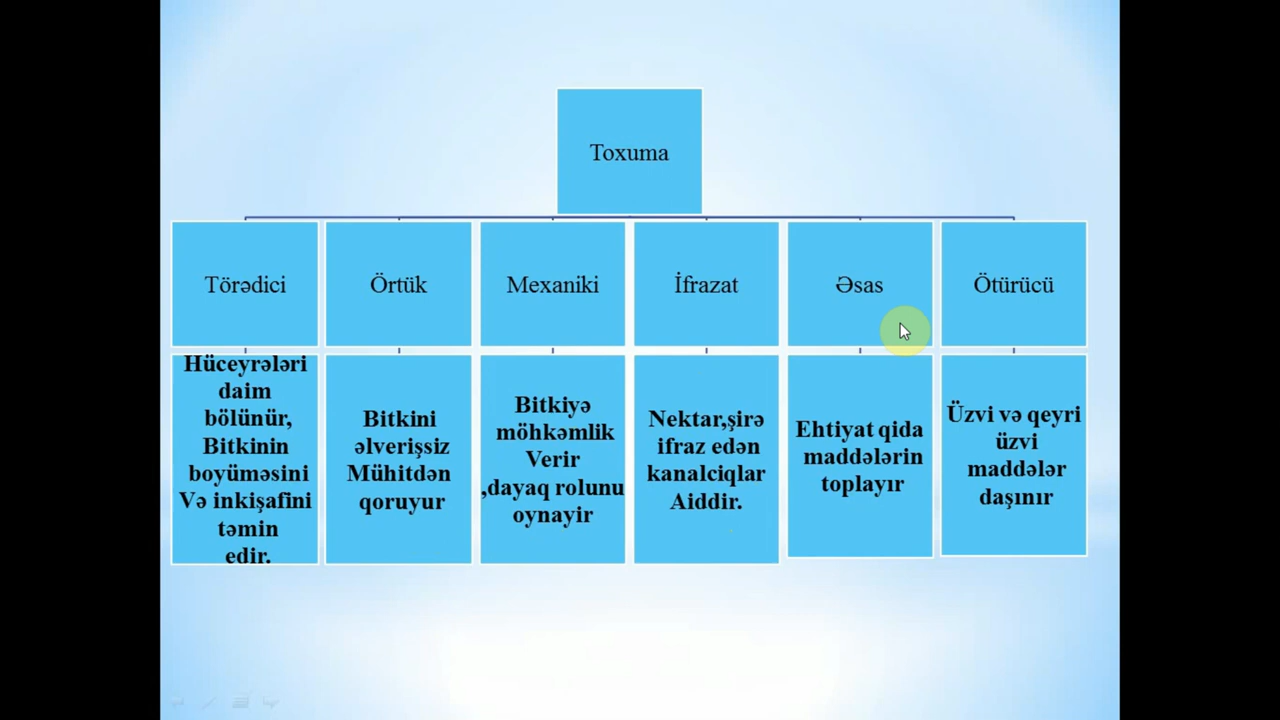 Toxuma
Törədici
Örtük
Mexaniki
İfrazat
Əsas
Ötürücü
Hüceyrələri
daim
bölünür,
Bitkinin
boyüməsini
Və inkişafini
təmin
edir.
Bitkini
əlverişsiz
Mühitdən
qoruyur
Bitkiyə
möhkəmlik
Verir
,dayaq rolunu
oynayir
Nektar,şirə
ifraz edən
kanalciqlar
Aiddir.
Ehtiyat qida
maddələrin
toplayır
Üzvi və qeyri
üzvi
maddələr
daşınır